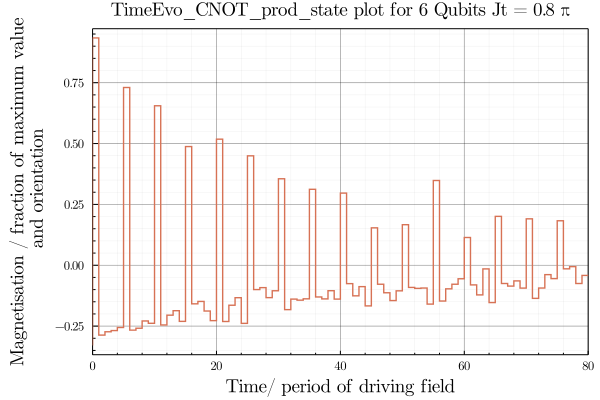 TimeEvo_CNOT_prod_state plot for 6 Qubits Jt = 0.8 π
Magnetisation / fraction of maximum value
and orientation
0.75
0.50
0.25
0.00
−0.25
0 20 40 60 80
Time/ period of driving field